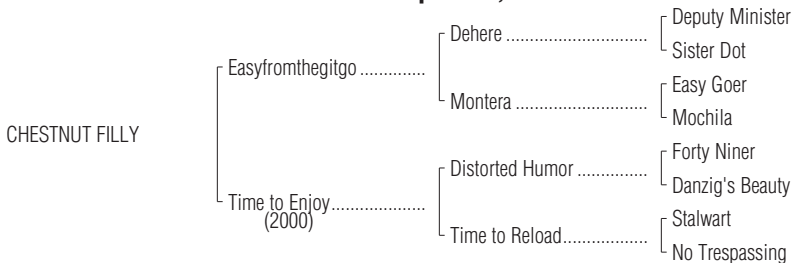 Deputy Minister
Dehere ..............................
Sister Dot
Easyfromthegitgo ..............
Easy Goer
Montera ............................
Mochila
CHESTNUT FILLY
Forty Niner
Distorted Humor ...............
Danzig's Beauty
Time to Enjoy....................
(2000)
Stalwart
Time to Reload..................
No Trespassing